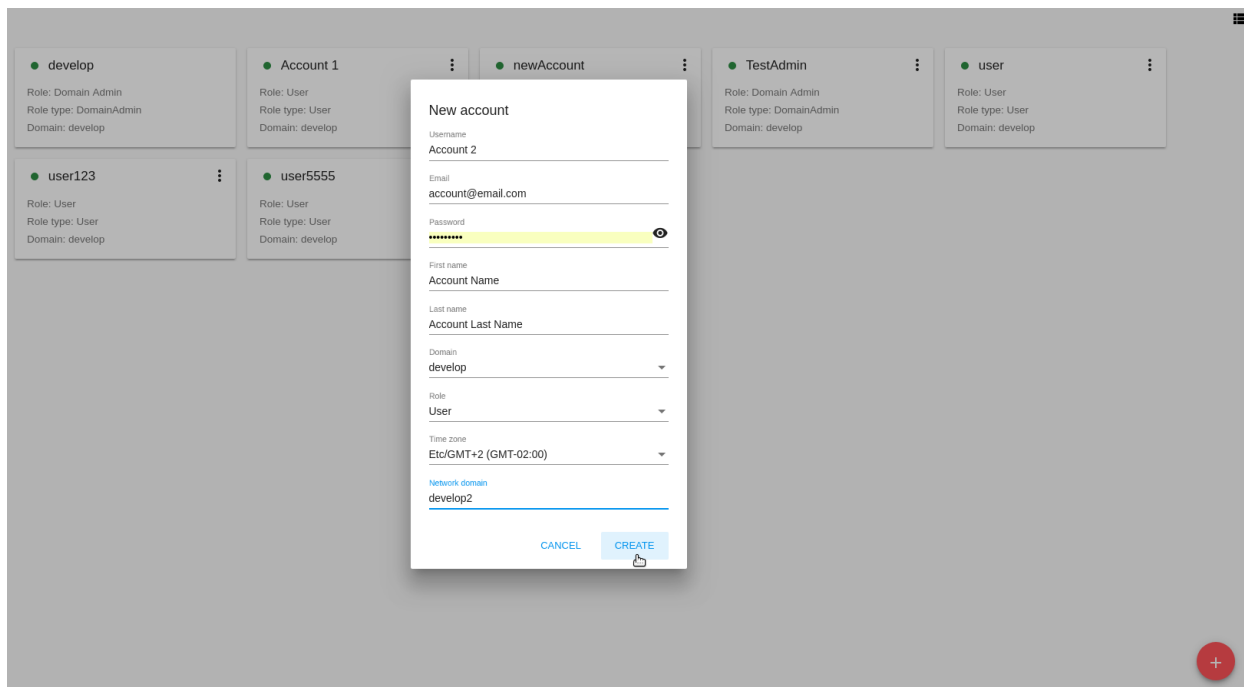 develop
Role: Domain Admin
Role type: DomainAdmin
Domain: develop
Account 1
Role: User
Role type: User
Domain: develop
newAccount
TestAdmin
Role: Domain Admin
Role type: DomainAdmin
Domain: develop
user
Role: User
Role type: User
Domain: develop
user123
Role: User
Role type: User
Domain: develop
user5555
Role: User
Role type: User
Domain: develop
New account
Username
Account 2
Email
account@email.com
Password
•••••••••
First name
Account Name
Last name
Account Last Name
Domain
develop
Role
User
Time zone
Etc/GMT+2 (GMT-02:00)
Network domain
develop2
CANCEL CREATE
+